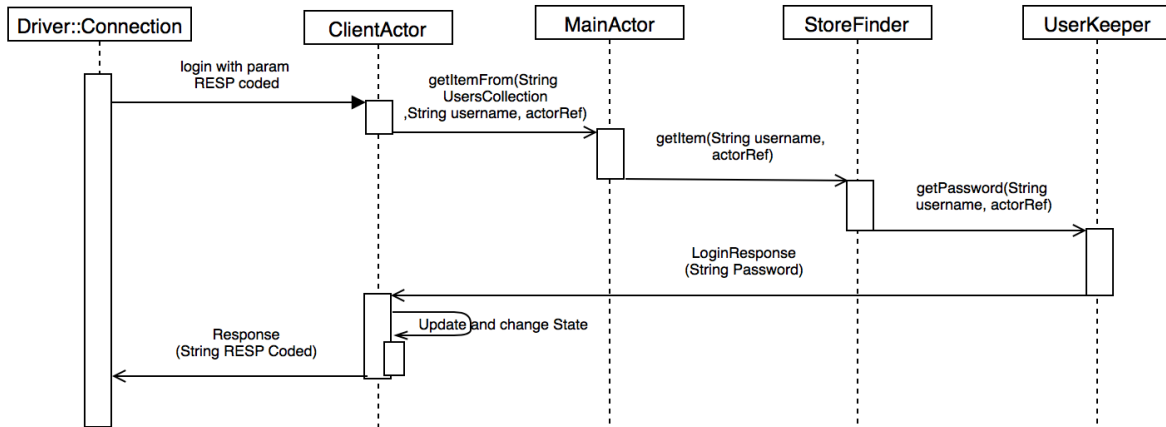 Driver::Connection
ClientActor
MainActor
StoreFinder
UserKeeper
login with param
RESP coded
getItemFrom(String
UsersCollection
,String username, actorRef)
getItem(String username,
actorRef)
getPassword(String
username, actorRef)
LoginResponse
(String Password)
Update and change State
Response
(String RESP Coded)